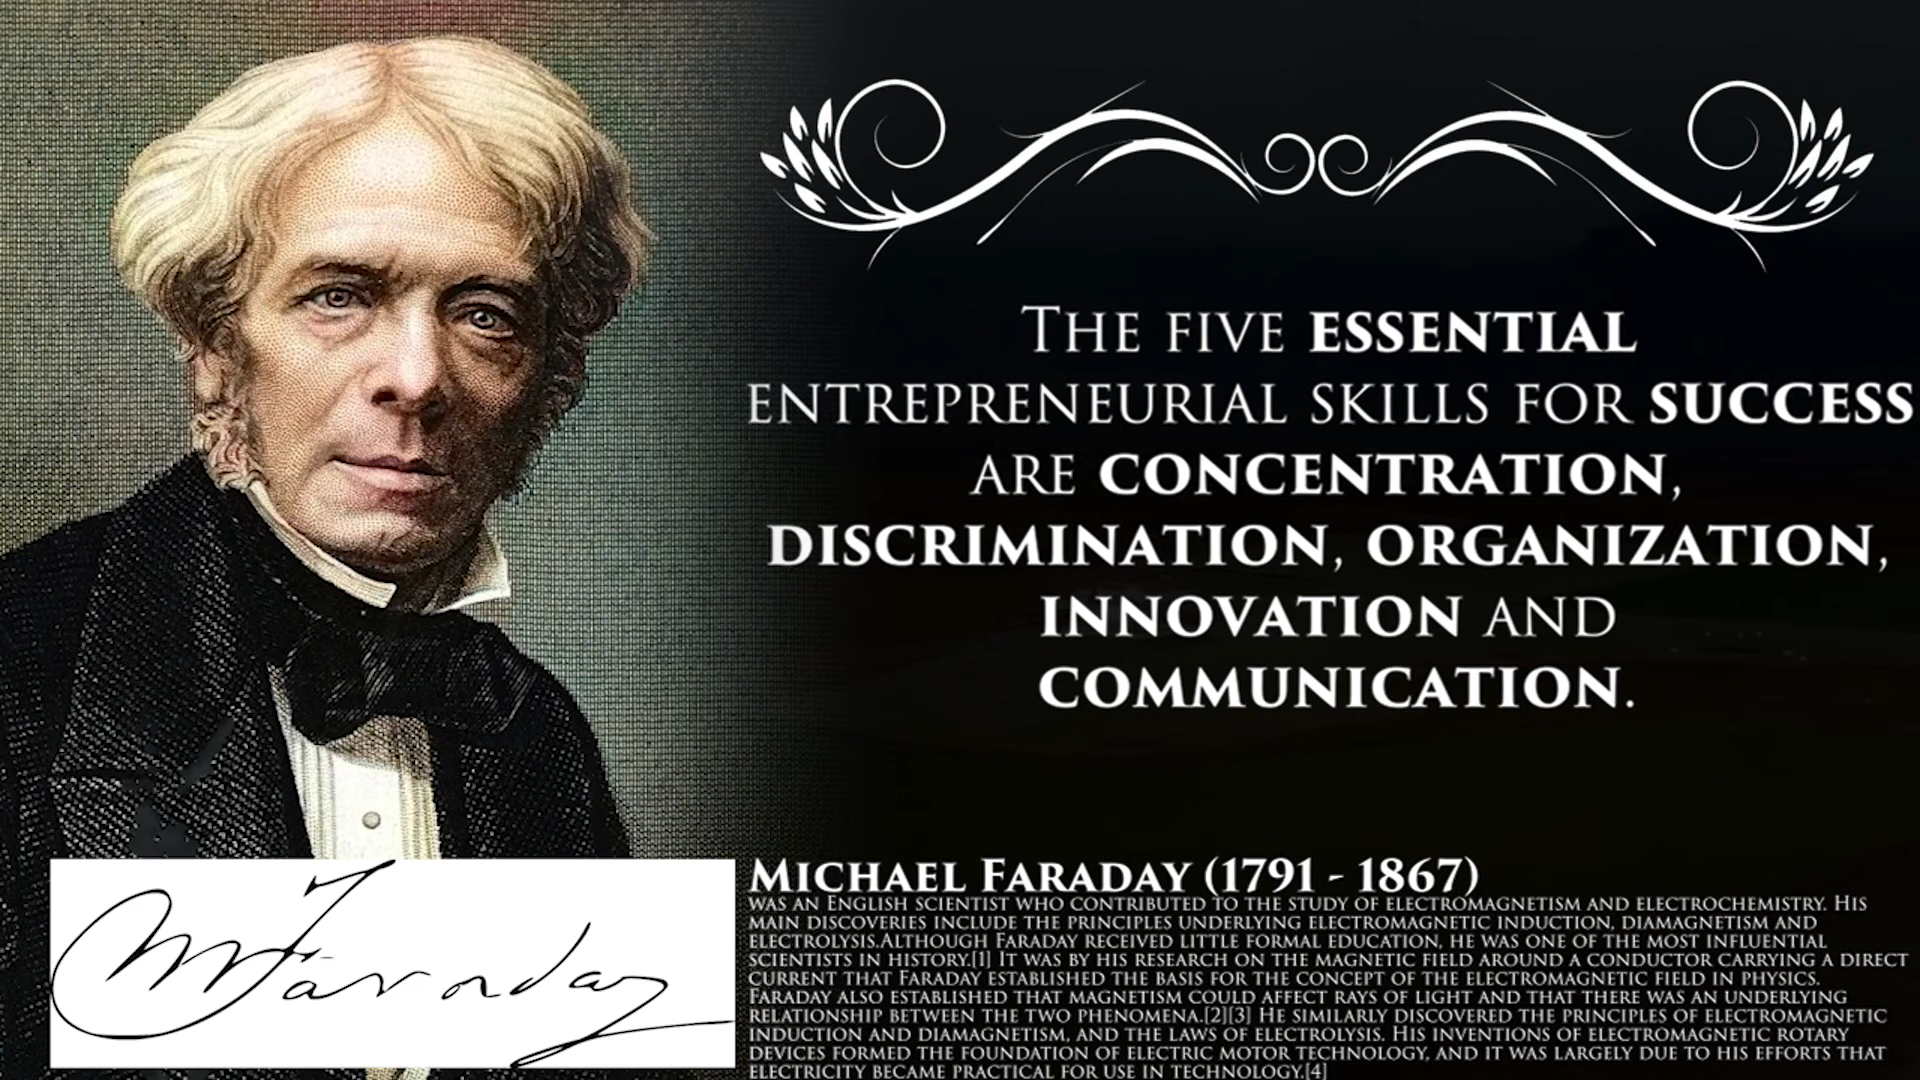 THE FIVE ESSENTIAL
ENTREPRENEURIAL SKILLS FOR SUCCESS
ARE CONCENTRATION,
DISCRIMINATION, ORGANIZATION,
INNOVATION AND
COMMUNICATION.
MICHAEL FARADAY (1791 - 1867)
WAS AN ENGLISH SCIENTIST WHO CONTRIBUTED TO THE STUDY OF ELECTROMAGNETISM AND ELECTROCHEMISTRY. HIS
MAIN DISCOVERIES INCLUDE THE PRINCIPLES UNDERLYING ELECTROMAGNETIC INDUCTION, DIAMAGNETISM AND
ELECTROLYSIS.ALTHOUGH FARADAY RECEIVED LITTLE FORMAL EDUCATION, HE WAS ONE OF THE MOST INFLUENTIAL
SCIENTISTS IN HISTORY.[1] IT WAS BY HIS RESEARCH ON THE MAGNETIC FIELD AROUND A CONDUCTOR CARRYING A DIRECT
CURRENT THAT FARADAY ESTABLISHED THE BASIS FOR THE CONCEPT OF THE ELECTROMAGNETIC FIELD IN PHYSICS.
FARADAY ALSO ESTABLISHED THAT MAGNETISM COULD AFFECT RAYS OF LIGHT AND THAT THERE WAS AN UNDERLYING
RELATIONSHIP BETWEEN THE TWO PHENOMENA.[2][3] HE SIMILARLY DISCOVERED THE PRINCIPLES OF ELECTROMAGNETIC
INDUCTION AND DIAMAGNETISM, AND THE LAWS OF ELECTROLYSIS. HIS INVENTIONS OF ELECTROMAGNETIC ROTARY
DEVICES FORMED THE FOUNDATION OF ELECTRIC MOTOR TECHNOLOGY, AND IT WAS LARGELY DUE TO HIS EFFORTS THAT
ELECTRICITY BECAME PRACTICAL FOR USE IN TECHNOLOGY.[4]
M Faraday